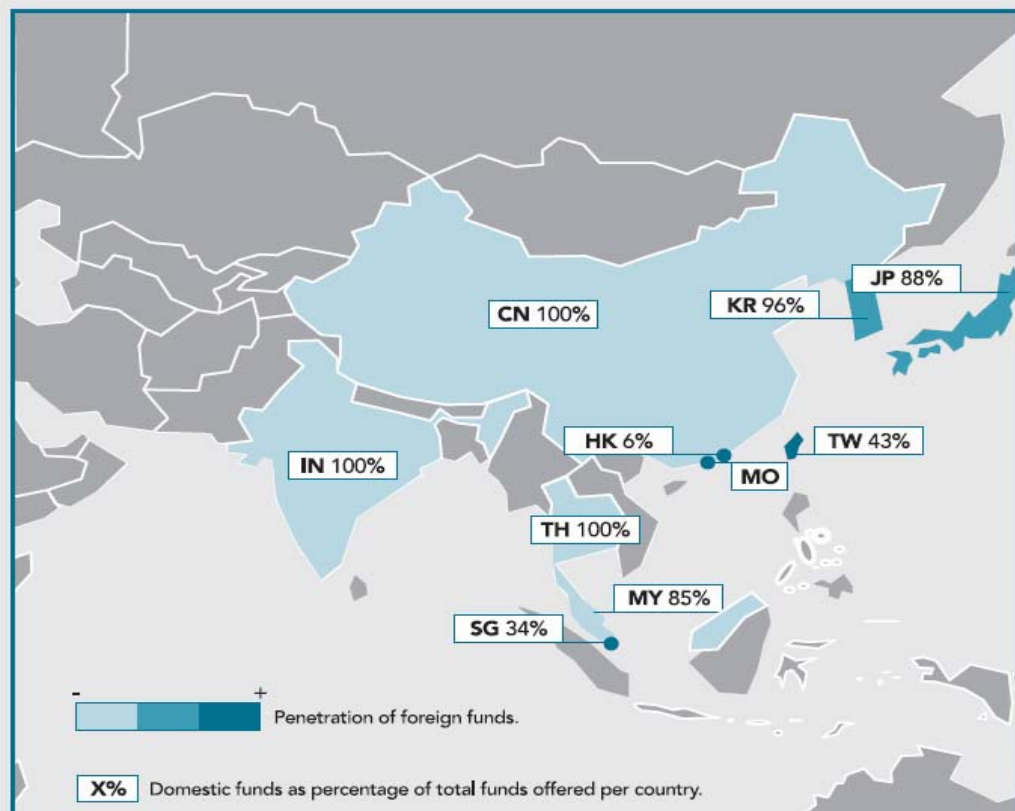 JP 88%
KR 96%
CN 100%
HK 6%
TW 43%
IN 100%
MO
TH 100%
MY 85%
SG 34%
- +
Penetration of foreign funds.
X% Domestic funds as percentage of total funds offered per country.